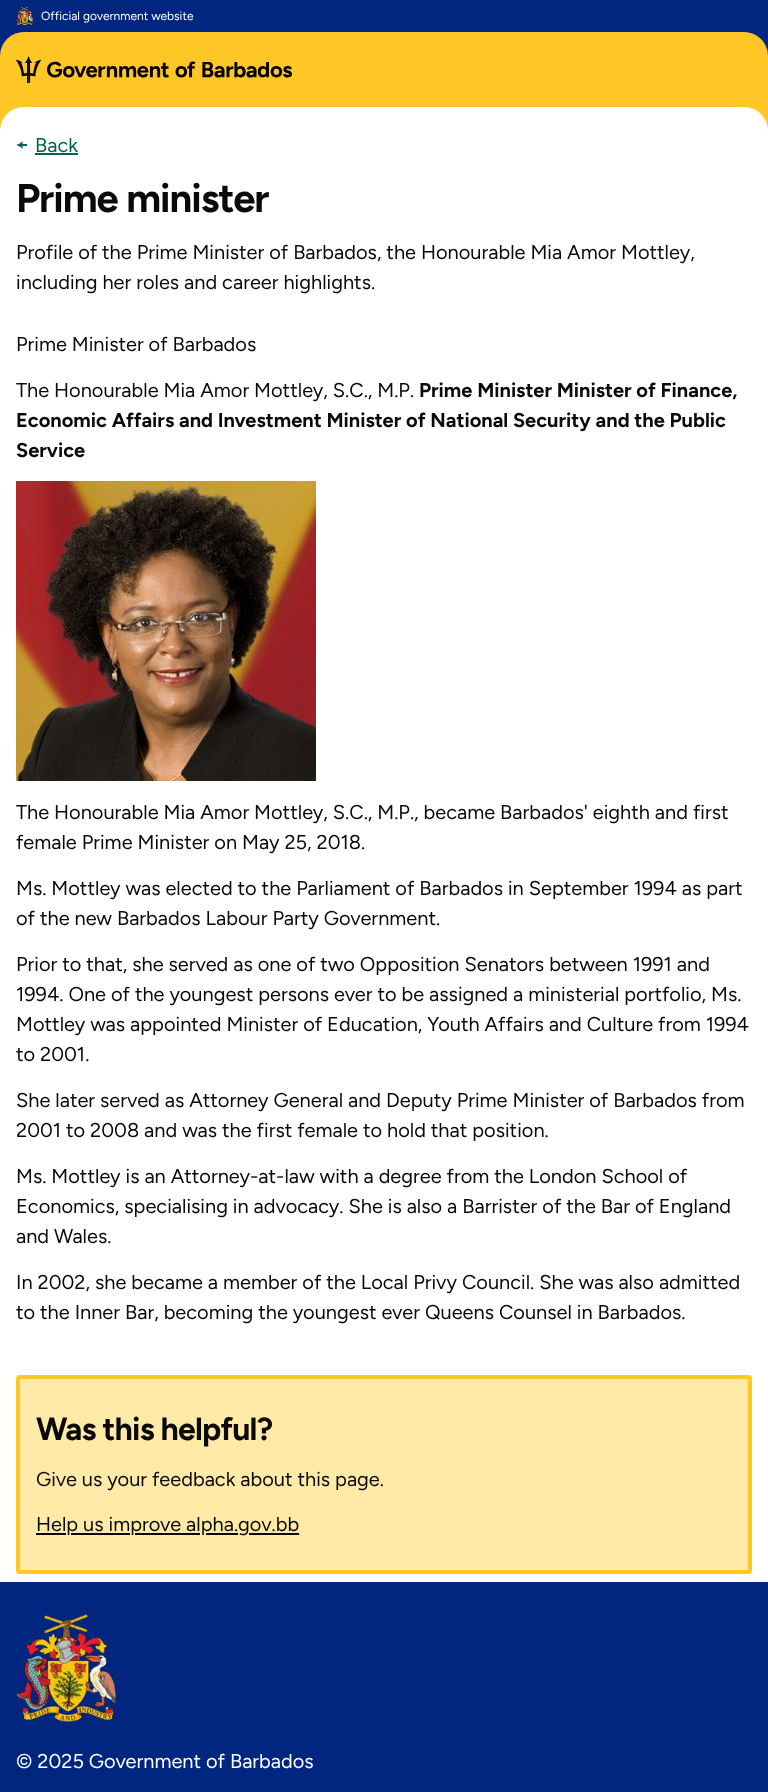 Official government website
Government of Barbados
Back
Prime minister
Profile of the Prime Minister of Barbados, the Honourable Mia Amor Mottley,
including her roles and career highlights.
Prime Minister of Barbados
The Honourable Mia Amor Mottley, S.C., M.P. Prime Minister Minister of Finance,
Economic Affairs and Investment Minister of National Security and the Public
Service
The Honourable Mia Amor Mottley, S.C., M.P., became Barbados' eighth and first
female Prime Minister on May 25, 2018.
Ms. Mottley was elected to the Parliament of Barbados in September 1994 as part
of the new Barbados Labour Party Government.
Prior to that, she served as one of two Opposition Senators between 1991 and
1994. One of the youngest persons ever to be assigned a ministerial portfolio, Ms.
Mottley was appointed Minister of Education, Youth Affairs and Culture from 1994
to 2001.
She later served as Attorney General and Deputy Prime Minister of Barbados from
2001 to 2008 and was the first female to hold that position.
Ms. Mottley is an Attorney-at-law with a degree from the London School of
Economics, specialising in advocacy. She is also a Barrister of the Bar of England
and Wales.
In 2002, she became a member of the Local Privy Council. She was also admitted
to the Inner Bar, becoming the youngest ever Queens Counsel in Barbados.
Was this helpful?
Give us your feedback about this page.
Help us improve alpha.gov.bb
PRIDE AND INDUSTRY
© 2025 Government of Barbados